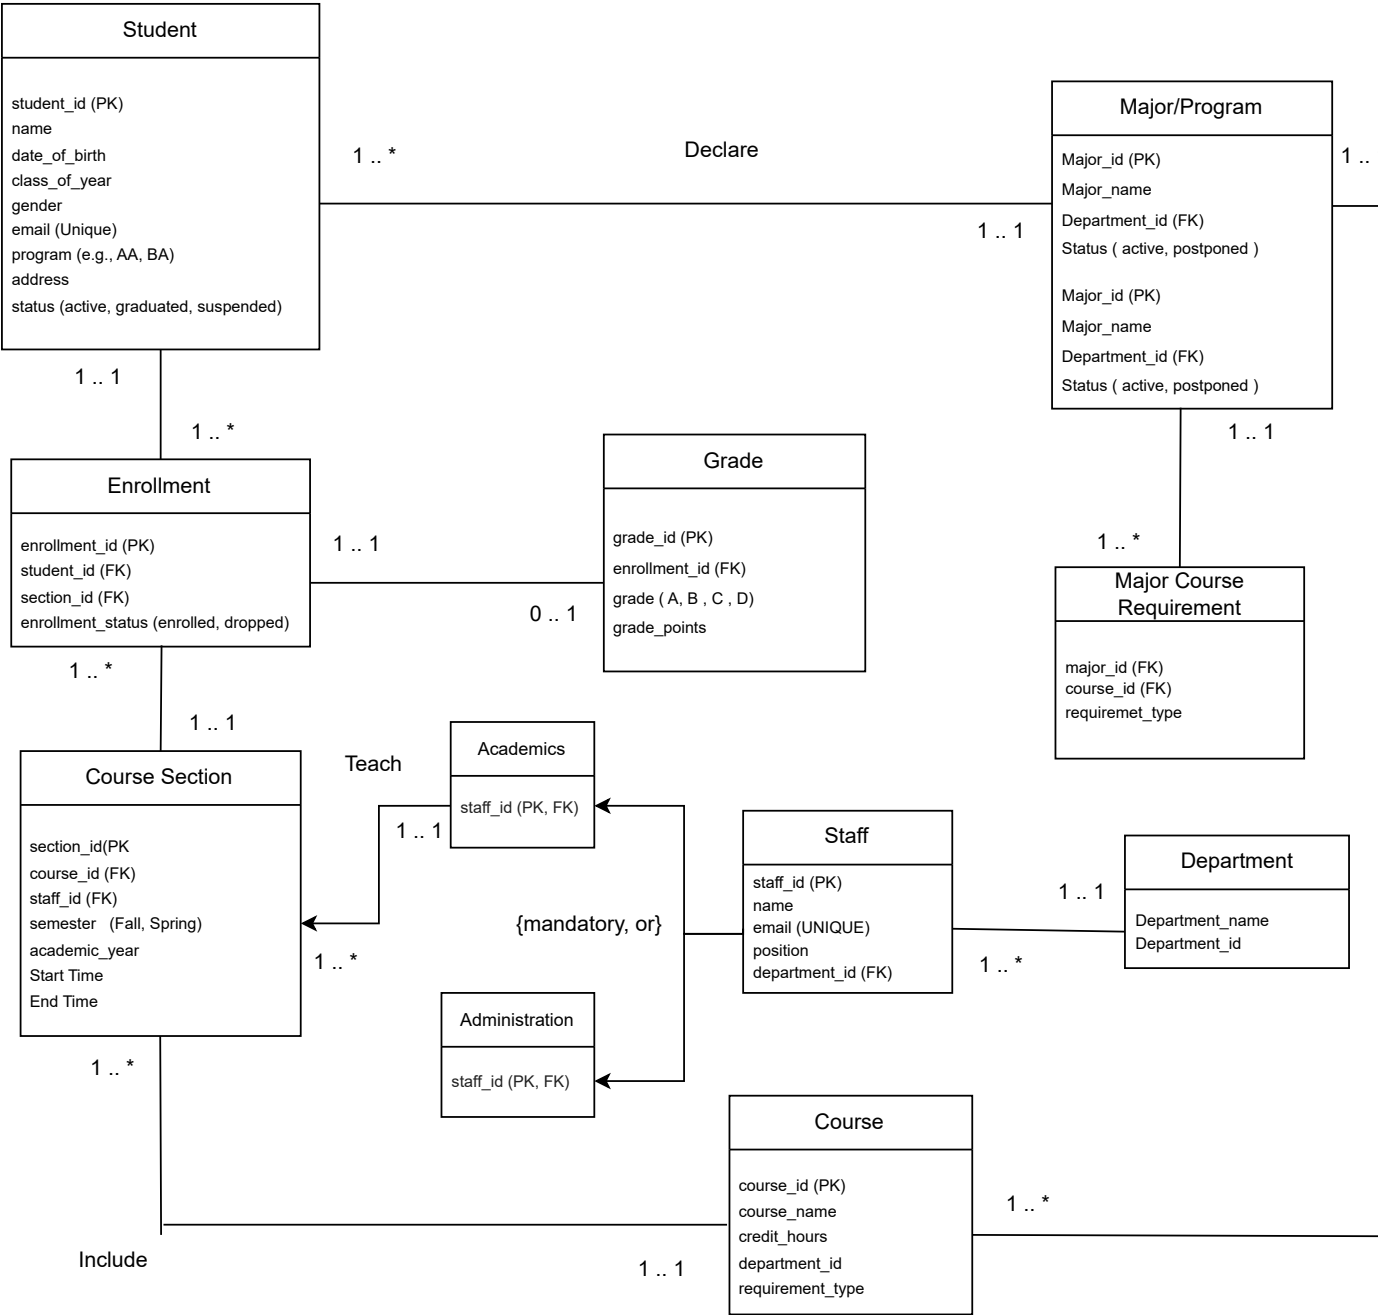 Student
student_id (PK)
name
date_of_birth
class_of_year
gender
email (Unique)
program (e.g., AA, BA)
address
status (active, graduated, suspended)
1 .. *
Declare
1 .. 1
Major/Program
Major_id (PK)
Major_name
Department_id (FK)
Status ( active, postponed )
Major_id (PK)
Major_name
Department_id (FK)
Status ( active, postponed )
1 ..
1 .. 1
1 .. *
Enrollment
enrollment_id (PK)
student_id (FK)
section_id (FK)
enrollment_status (enrolled, dropped)
1 .. 1
0 .. 1
Grade
grade_id (PK)
enrollment_id (FK)
grade ( A, B , C , D)
grade_points
1 .. 1
1 .. *
Major Course
Requirement
major_id (FK)
course_id (FK)
requiremet_type
1 .. *
1 .. 1
Course Section
section_id(PK
course_id (FK)
staff_id (FK)
semester (Fall, Spring)
academic_year
Start Time
End Time
Teach
1 .. 1
1 .. *
Academics
staff_id (PK, FK)
{mandatory, or}
Administration
staff_id (PK, FK)
Staff
staff_id (PK)
name
email (UNIQUE)
position
department_id (FK)
1 .. 1
1 .. *
Department
Department_name
Department_id
1 .. *
Include
1 .. 1
Course
course_id (PK)
course_name
credit_hours
department_id
requirement_type
1 .. *